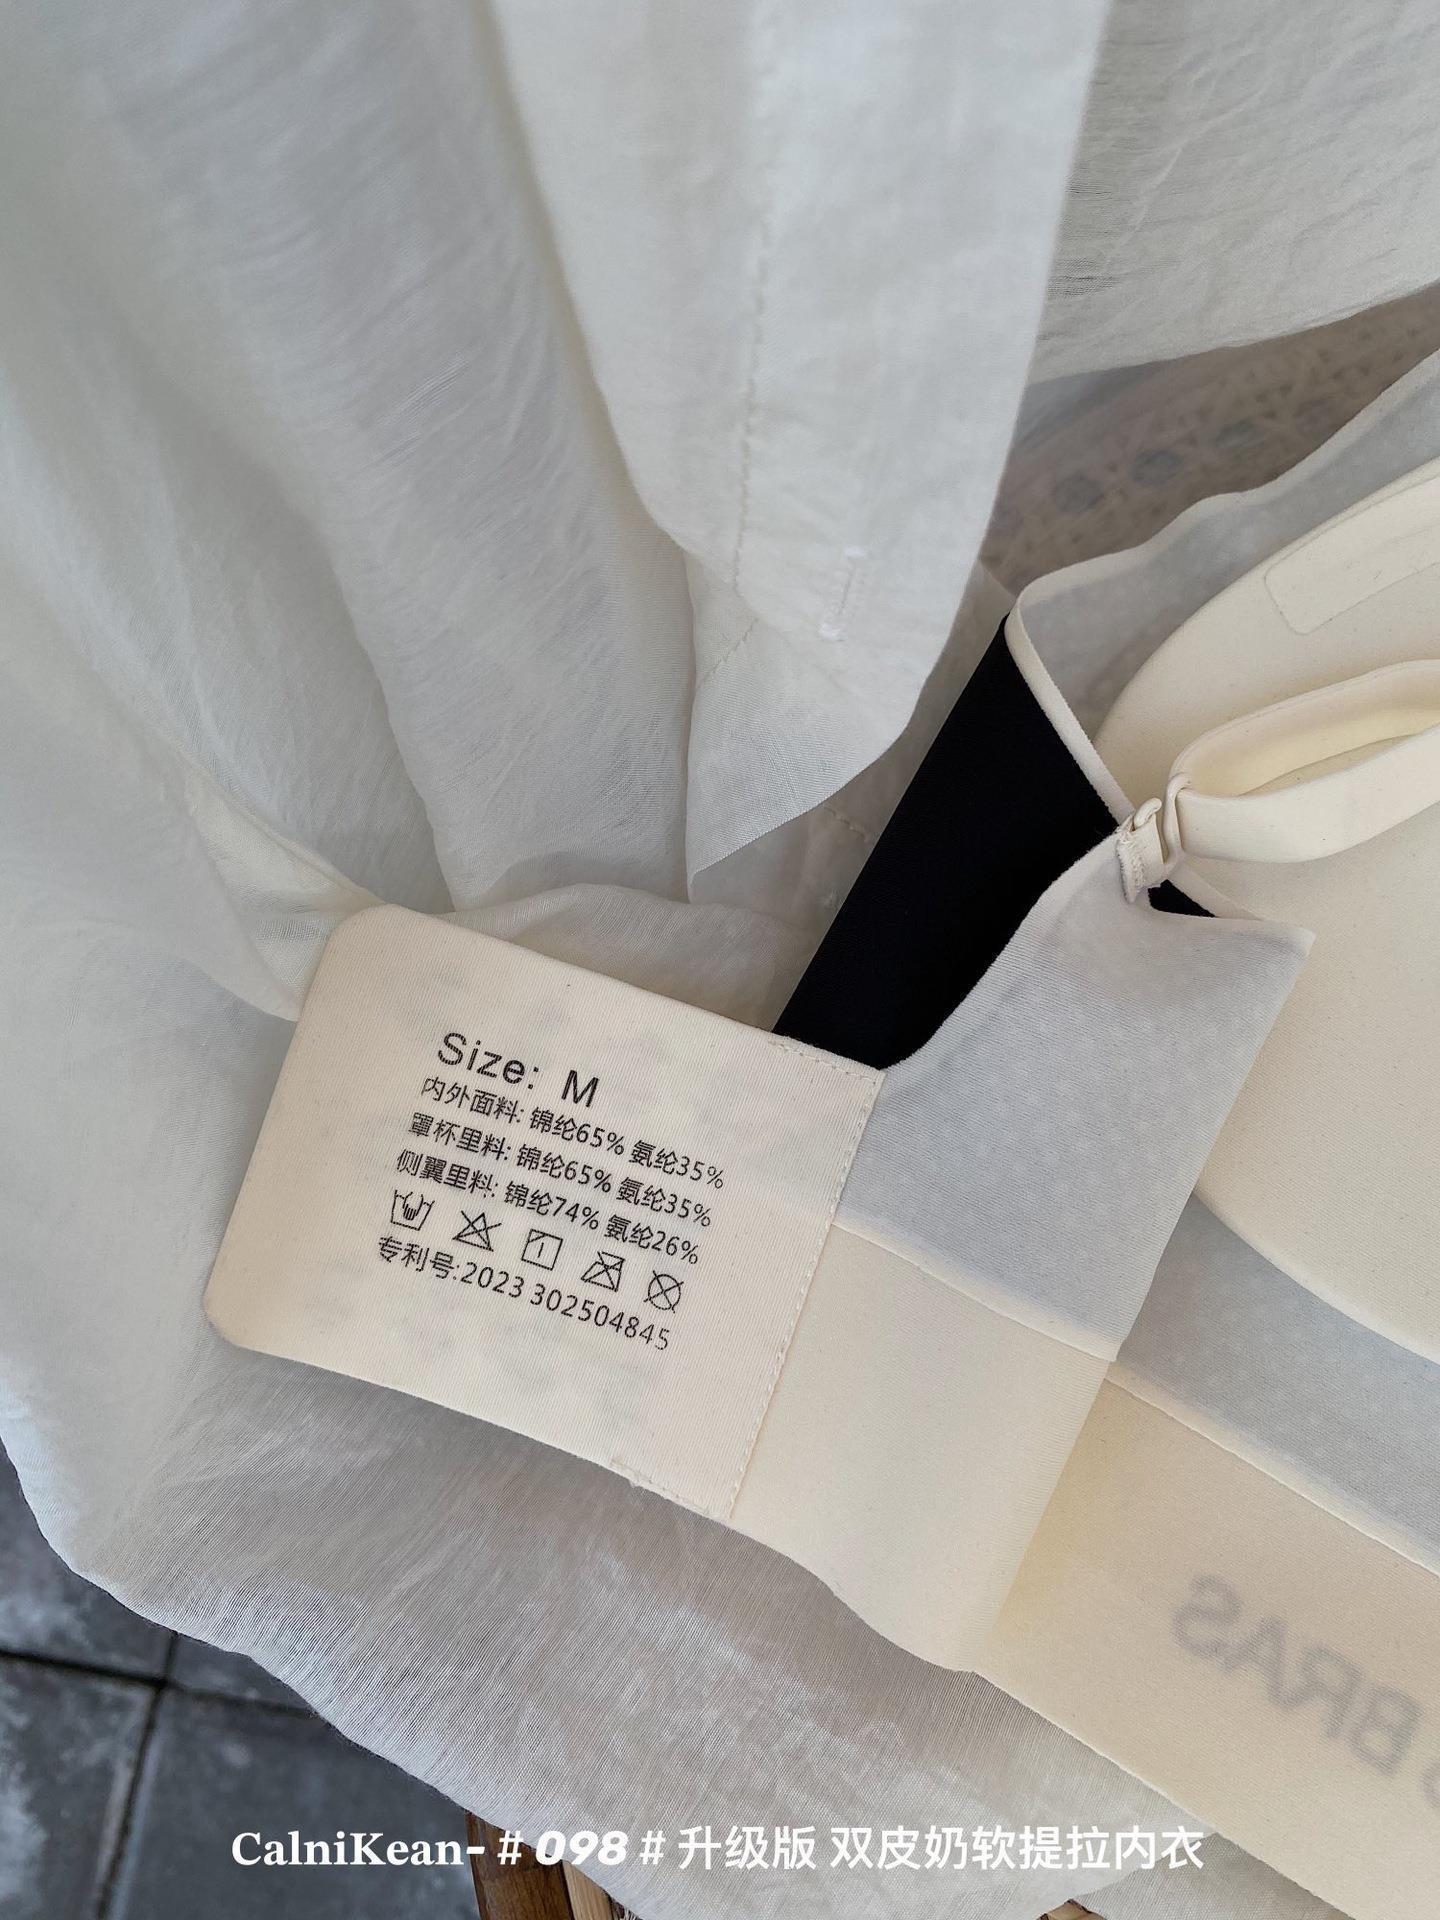 Size: M
内外面料: 锦纶65% 氨纶35%
罩杯里料: 锦纶65% 氨纶35%
侧翼里料: 锦纶74% 氨纶26%
专利号:2023 302504845
BRAS
CalniKean- # 098 # 升级版 双皮奶软提拉内衣